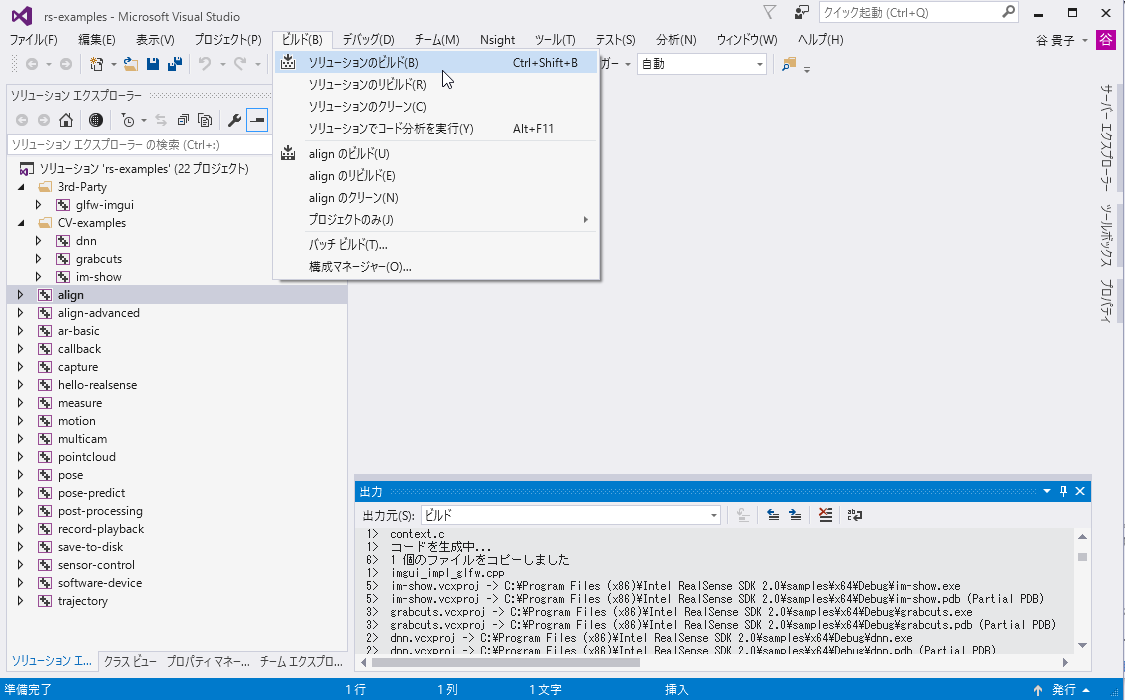 rs-examples - Microsoft Visual Studio
クイック起動 (Ctrl+Q)
ファイル(F) 編集(E) 表示(V) プロジェクト(P) ビルド(B) デバッグ(D) チーム(M) Nsight ツール(T) テスト(S) 分析(N) ウィンドウ(W) ヘルプ(H)
谷 貴子 谷
ガー 自動
ソリューションのビルド(B) Ctrl+Shift+B
ソリューションのリビルド(R)
ソリューションのクリーン(C)
ソリューションでコード分析を実行(Y) Alt+F11
align のビルド(U)
align のリビルド(E)
align のクリーン(N)
プロジェクトのみ(J)
バッチ ビルド(T)...
構成マネージャー(O)...
ソリューション エクスプローラー
ソリューション エクスプローラー の検索 (Ctrl+:)
ソリューション 'rs-examples' (22 プロジェクト)
3rd-Party
glfw-imgui
CV-examples
dnn
grabcuts
im-show
align
align-advanced
ar-basic
callback
capture
hello-realsense
measure
motion
multicam
pointcloud
pose
pose-predict
post-processing
record-playback
save-to-disk
sensor-control
software-device
trajectory
ソリューション エ... クラス ビュー プロパティ マネー... チーム エクスプロ...
サーバー エクスプローラー
ツールボックス
プロパティ
出力
出力元(S): ビルド
1> context.c
1> コードを生成中...
6> 1 個のファイルをコピーしました
1> imgui_impl_glfw.cpp
5> im-show.vcxproj -> C:¥Program Files (x86)¥Intel RealSense SDK 2.0¥samples¥x64¥Debug¥im-show.exe
5> im-show.vcxproj -> C:¥Program Files (x86)¥Intel RealSense SDK 2.0¥samples¥x64¥Debug¥im-show.pdb (Partial PDB)
3> grabcuts.vcxproj -> C:¥Program Files (x86)¥Intel RealSense SDK 2.0¥samples¥x64¥Debug¥grabcuts.exe
3> grabcuts.vcxproj -> C:¥Program Files (x86)¥Intel RealSense SDK 2.0¥samples¥x64¥Debug¥grabcuts.pdb (Partial PDB)
2> dnn.vcxproj -> C:¥Program Files (x86)¥Intel RealSense SDK 2.0¥samples¥x64¥Debug¥dnn.exe
2> dnn.vcxproj -> C:¥Program Files (x86)¥Intel RealSense SDK 2.0¥samples¥x64¥Debug¥dnn.pdb (Partial PDB)
準備完了 1 行 1 列 1 文字 挿入 発行